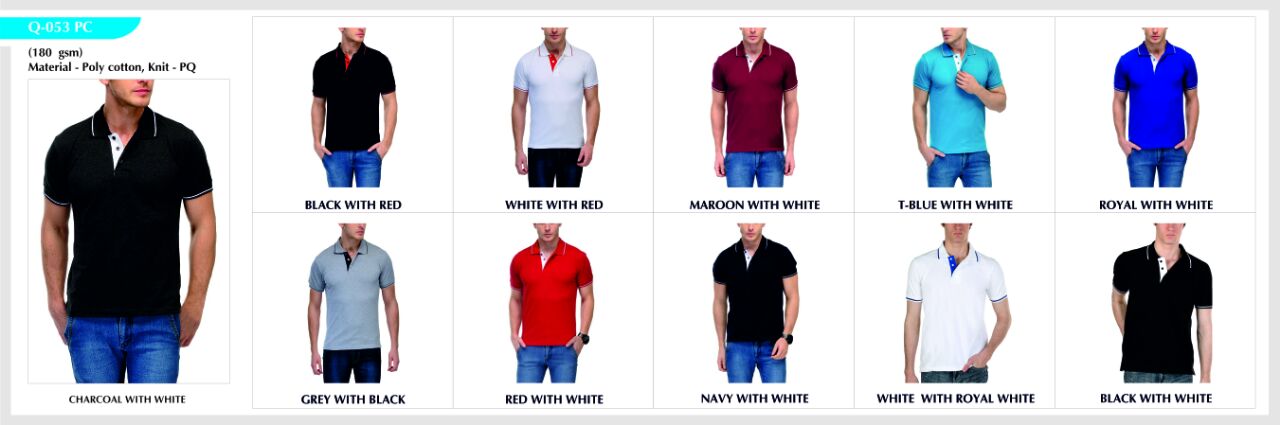 Q-053 PC
(180 gsm)
Material - Poly cotton, Knit - PQ
CHARCOAL WITH WHITE
BLACK WITH RED
WHITE WITH RED
MAROON WITH WHITE
T-BLUE WITH WHITE
ROYAL WITH WHITE
GREY WITH BLACK
RED WITH WHITE
NAVY WITH WHITE
WHITE WITH ROYAL WHITE
BLACK WITH WHITE